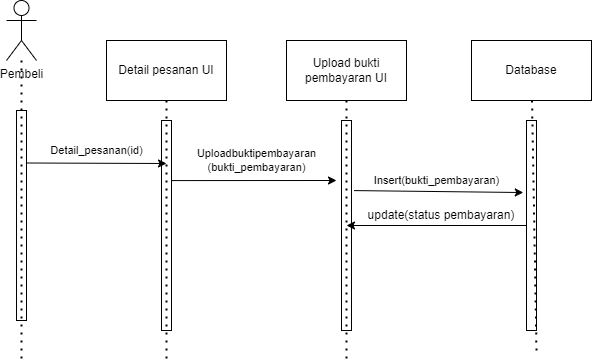 Pembeli
Detail pesanan UI
Upload bukti
pembayaran UI
Database
Detail_pesanan(id)
Uploadbuktipembayaran
(bukti_pembayaran)
Insert(bukti_pembayaran)
update(status pembayaran)